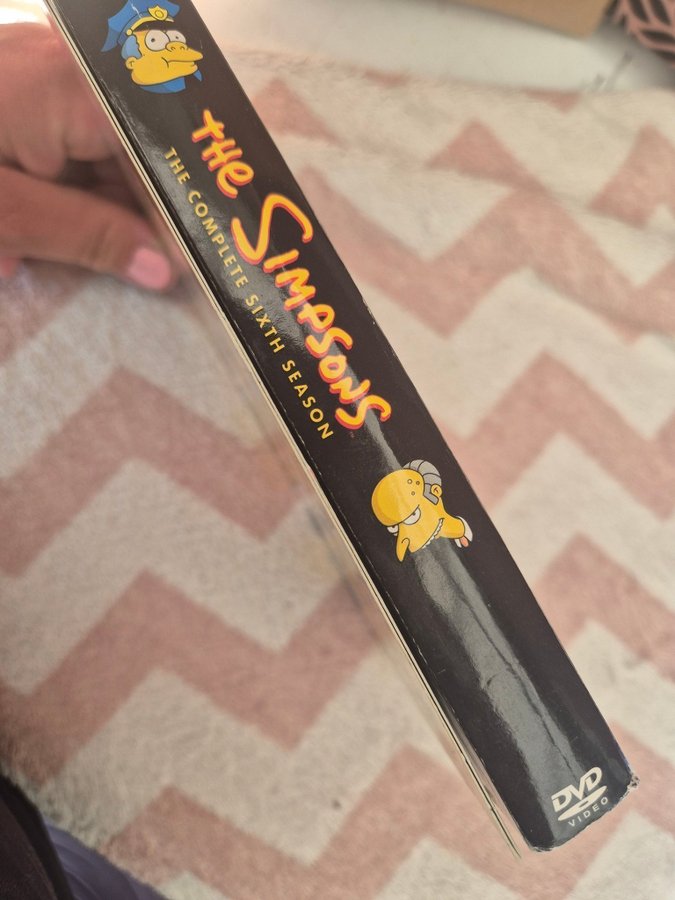 THE SIMPSONS
THE COMPLETE SIXTH SEASON
DVD
VIDEO